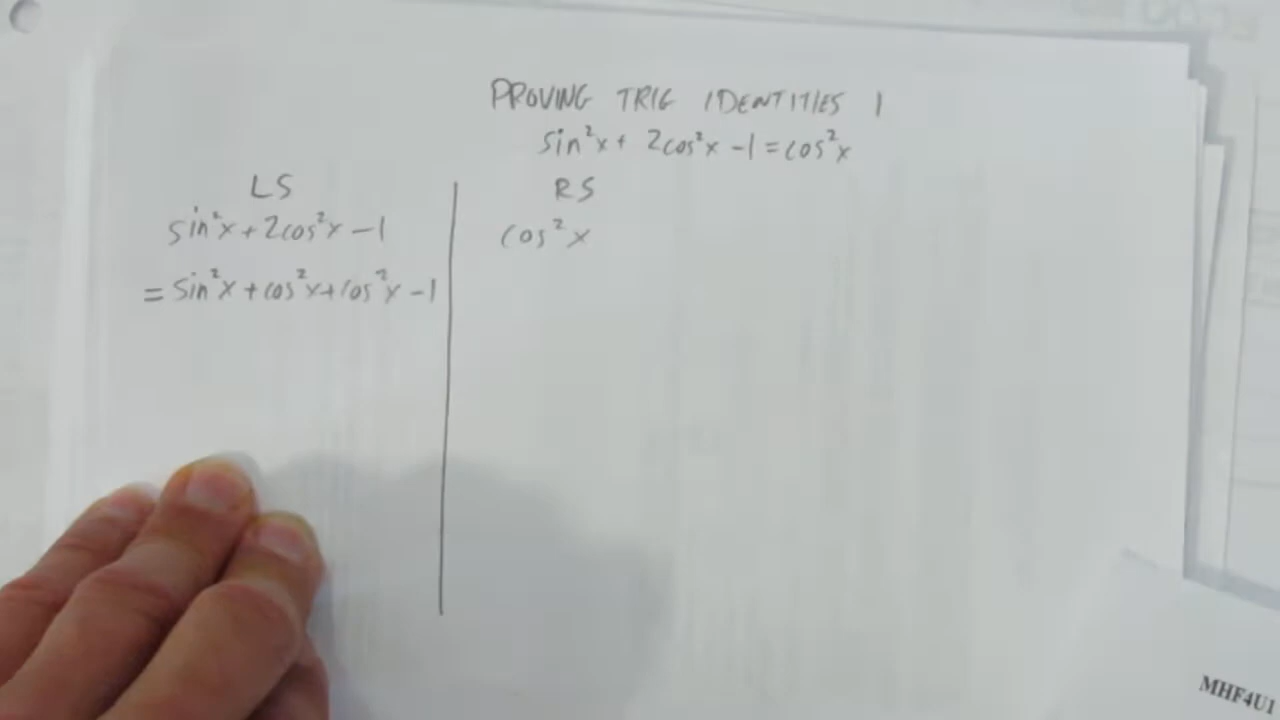 PROVING TRIG IDENTITIES 1
sin²x + 2cos²x - 1 = cos²x
LS
sin²x + 2cos²x - 1
= sin²x + cos²x + cos²x - 1
RS
cos²x
MHF4U1